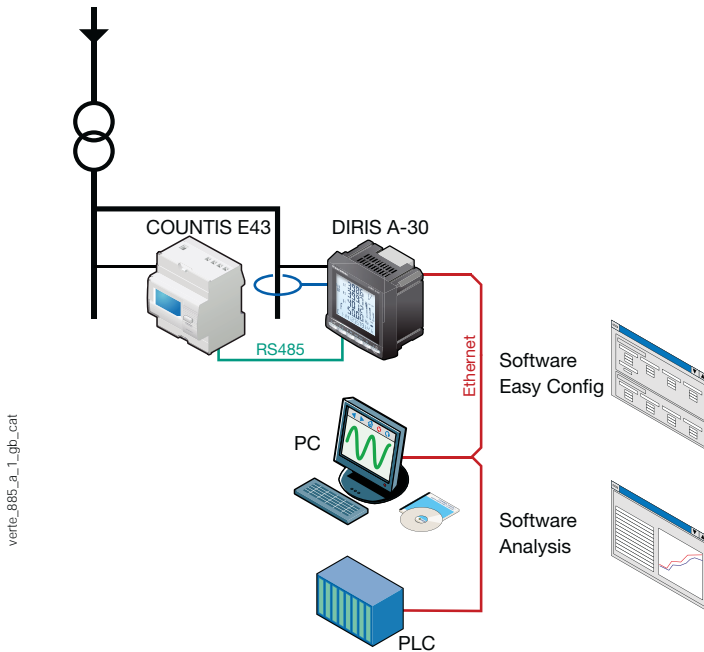 COUNTIS E43
DIRIS A-30
RS485
Ethernet
Software
Easy Config
PC
Software
Analysis
PLC
verte_885_a_1_gb_cat